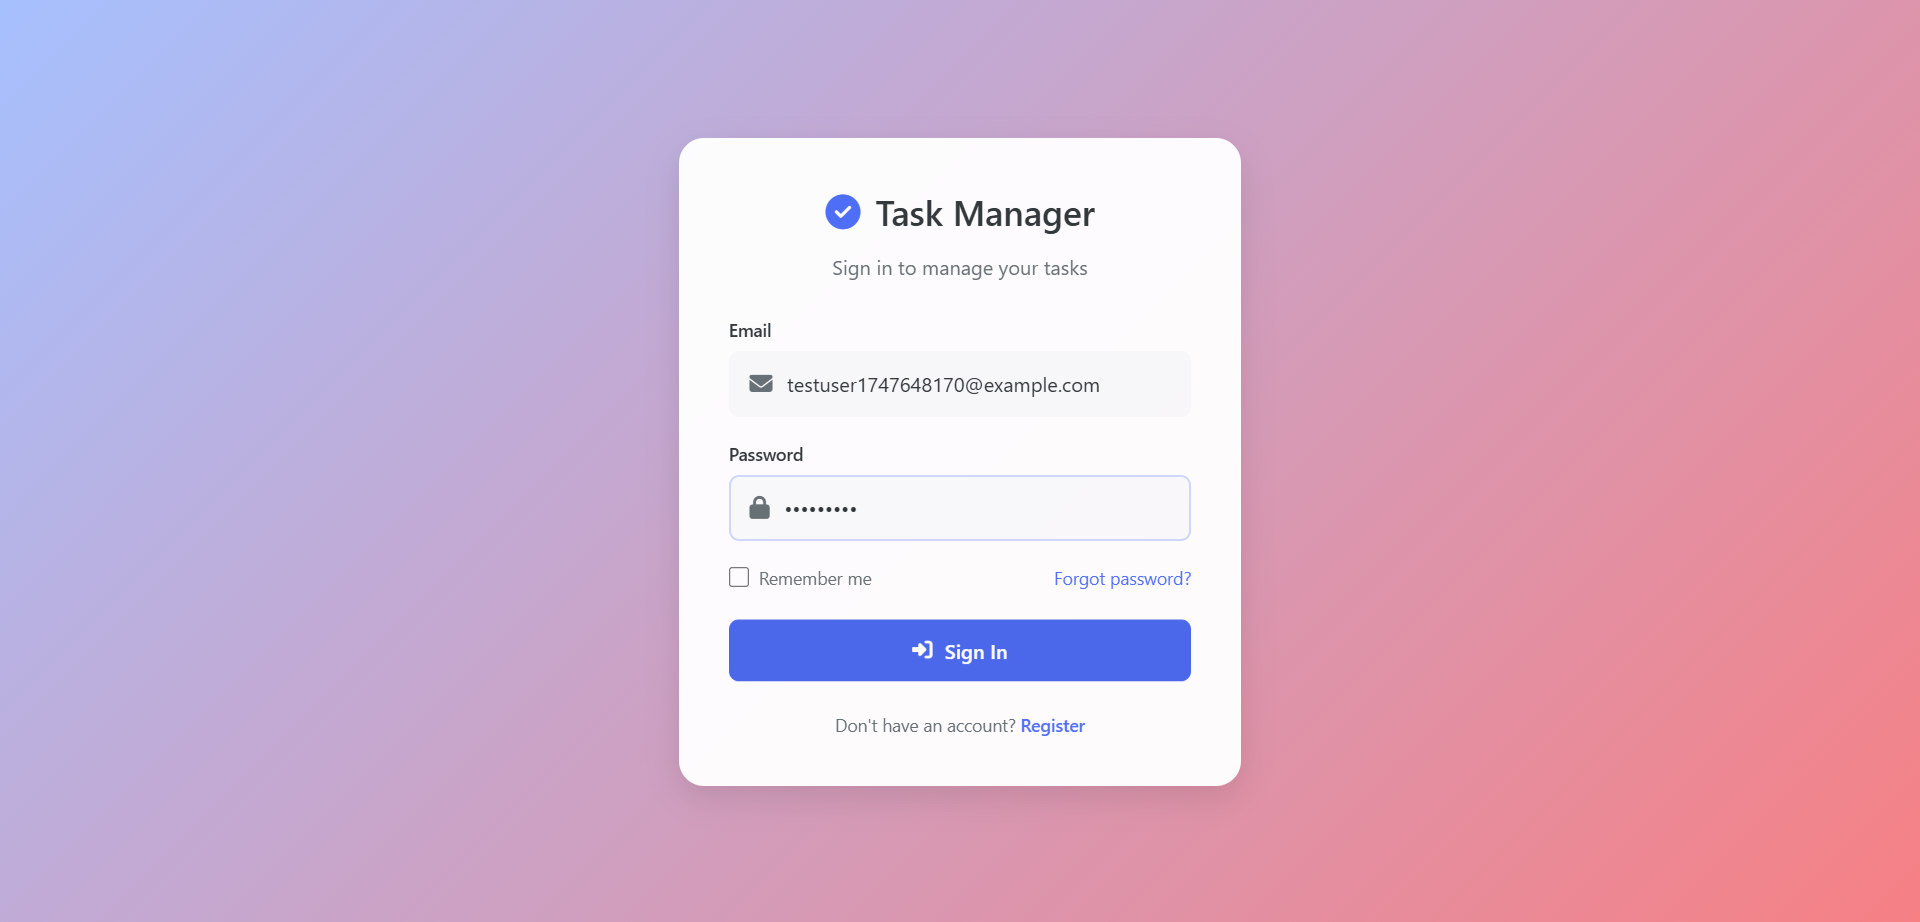 Task Manager
Sign in to manage your tasks
Email
testuser1747648170@example.com
Password
•••••••••
Remember me
Forgot password?
Sign In
Don't have an account? Register